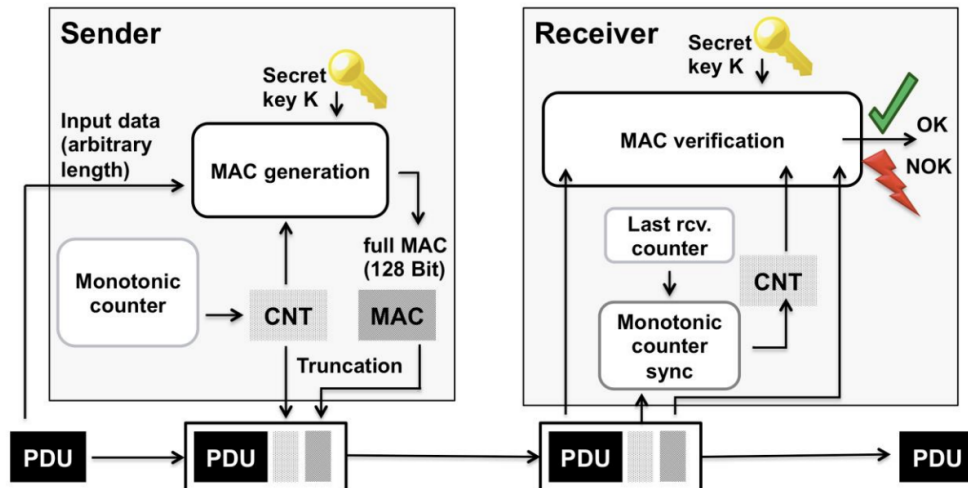 Sender
Secret
key K
Input data
(arbitrary
length)
MAC generation
full MAC
(128 Bit)
Monotonic
counter
CNT
MAC
Truncation
PDU
PDU
Receiver
Secret
key K
MAC verification
OK
NOK
Last rcv.
counter
CNT
Monotonic
counter
sync
PDU
PDU